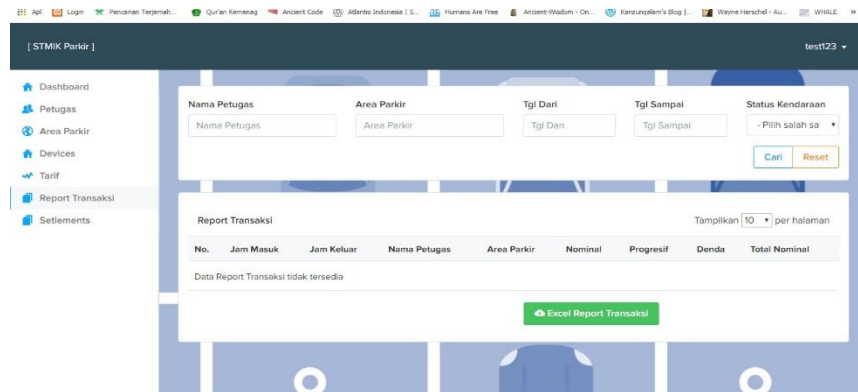 Apl Login Pencarian Terjemah... Qur'an Kemenag Ancient Code Atlantis Indonesia | S... Humans Are Free Ancient-Wisdom - On... Kanzunqalam's Blog |... Wayne Herschel - Au... WHALE »
[ STMIK Parkir ] test123
Dashboard
Petugas
Area Parkir
Devices
Tarif
Report Transaksi
Setlements
Nama Petugas Area Parkir Tgl Dari Tgl Sampai Status Kendaraan
Nama Petugas Area Parkir Tgl Dari Tgl Sampai - Pilih salah sa
Cari Reset
Report Transaksi Tampilkan 10 per halaman
No. Jam Masuk Jam Keluar Nama Petugas Area Parkir Nominal Progresif Denda Total Nominal
Data Report Transaksi tidak tersedia
Excel Report Transaksi